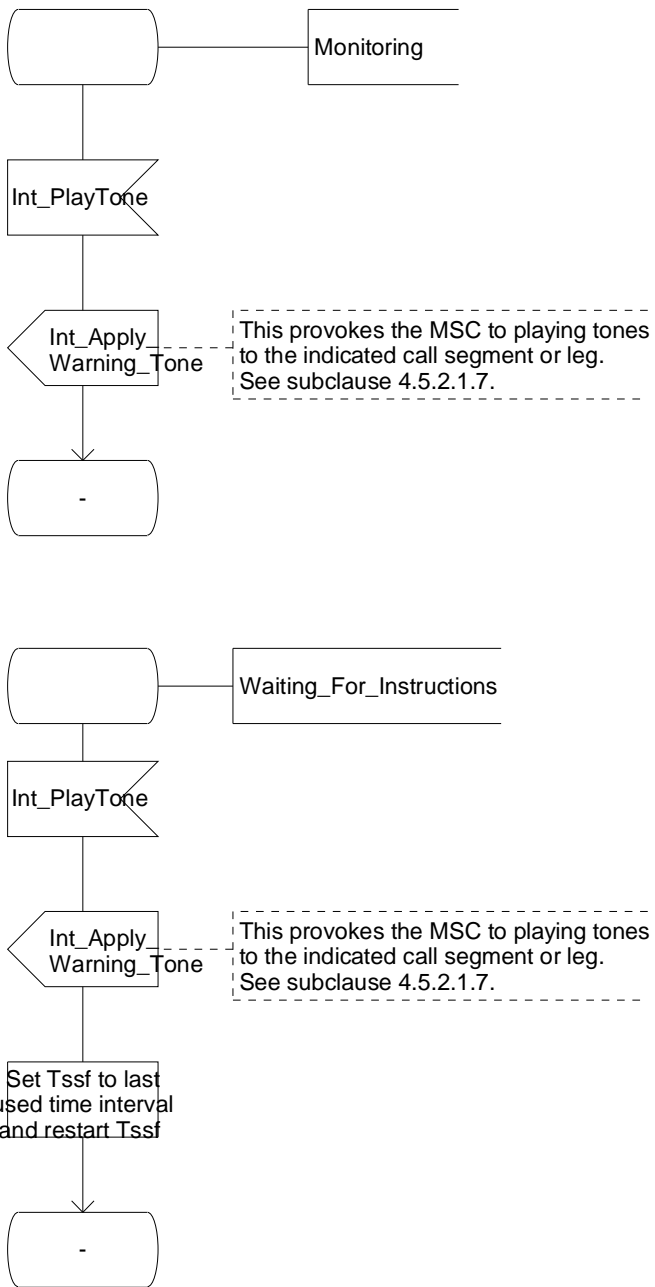 Monitoring
Int_PlayTone
Int_Apply_
Warning_Tone
This provokes the MSC to playing tones
to the indicated call segment or leg.
See subclause 4.5.2.1.7.
-
Waiting_For_Instructions
Int_PlayTone
Int_Apply_
Warning_Tone
This provokes the MSC to playing tones
to the indicated call segment or leg.
See subclause 4.5.2.1.7.
Set Tssf to last
used time interval
and restart Tssf
-